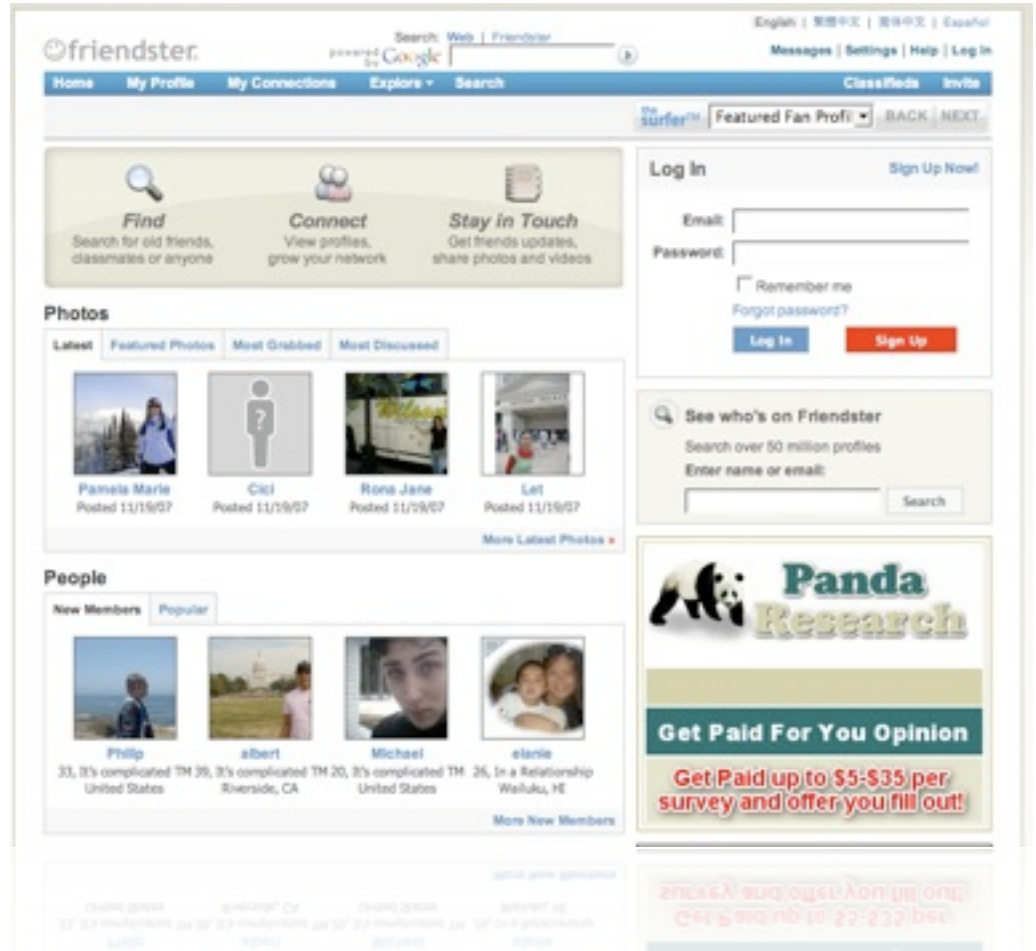 English | 繁體中文 | 简体中文 | Español
friendster.
Search: Web | Friendster
powered by Google
Messages | Settings | Help | Log In
Home My Profile My Connections Explore Search Classifieds Invite
the surfer™ Featured Fan Profi BACK NEXT
Find
Search for old friends,
classmates or anyone
Connect
View profiles,
grow your network
Stay in Touch
Get friends updates,
share photos and videos
Log In Sign Up Now!
Email:
Password:
Remember me
Forgot password?
Log In Sign Up
Photos
Latest Featured Photos Most Grabbed Most Discussed
Pamela Marie Cici Rona Jane Let
Posted 11/19/07 Posted 11/19/07 Posted 11/19/07 Posted 11/19/07
More Latest Photos »
See who's on Friendster
Search over 50 million profiles
Enter name or email:
Search
People
New Members Popular
Philip albert Michael elanie
33, It's complicated TM 39, It's complicated TM 20, It's complicated TM 26, In a Relationship
United States Riverside, CA United States Wailuku, HI
More New Members
Panda
Research
Get Paid For You Opinion
Get Paid up to $5-$35 per
survey and offer you fill out!